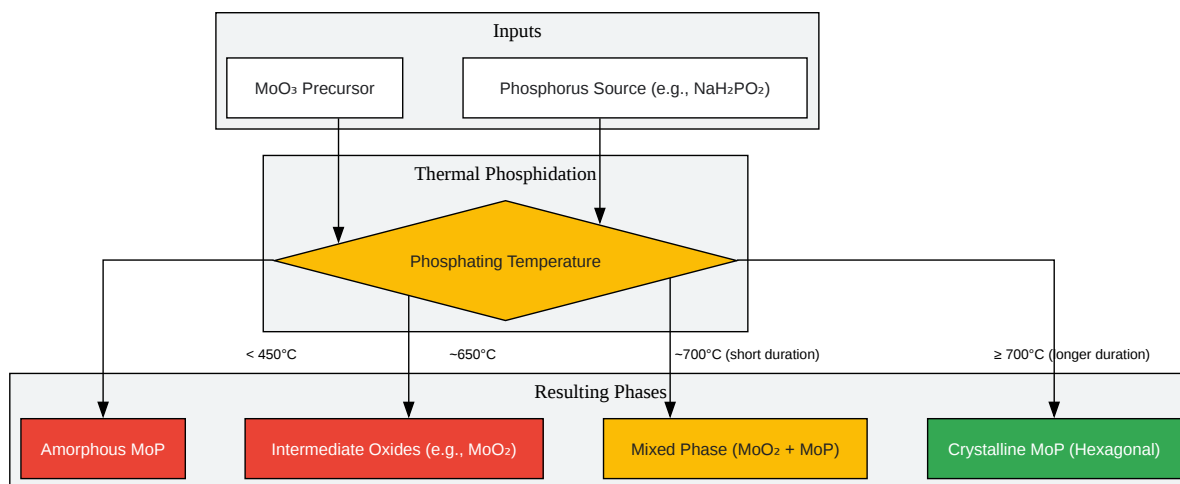 Inputs
MoO₃ Precursor
Phosphorus Source (e.g., NaH₂PO₂)
Thermal Phosphidation
Phosphating Temperature
< 450°C
~650°C
~700°C (short duration)
≥ 700°C (longer duration)
Resulting Phases
Amorphous MoP
Intermediate Oxides (e.g., MoO₂)
Mixed Phase (MoO₂ + MoP)
Crystalline MoP (Hexagonal)